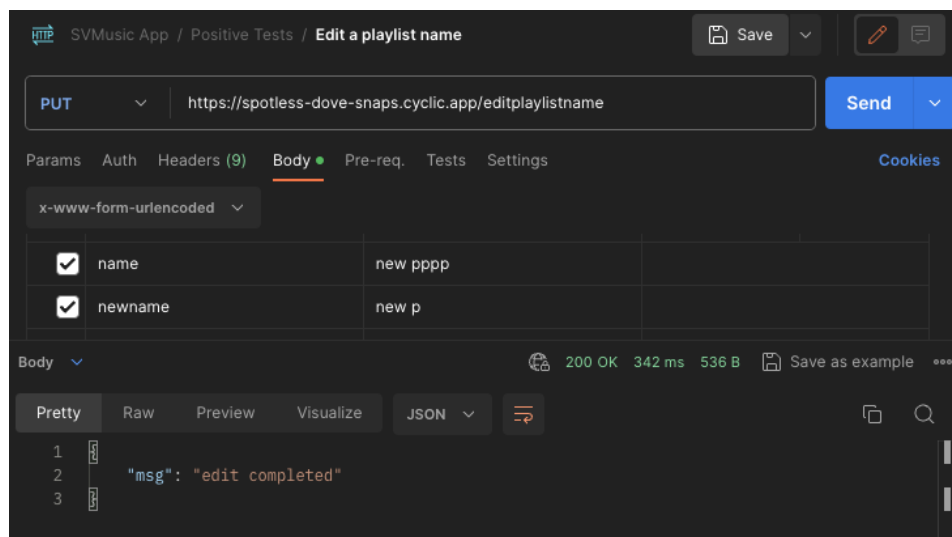 HTTP SVMusic App / Positive Tests / Edit a playlist name Save
PUT https://spotless-dove-snaps.cyclic.app/editplaylistname Send
Params Auth Headers (9) Body Pre-req. Tests Settings Cookies
x-www-form-urlencoded
name new pppp
newname new p
Body 200 OK 342 ms 536 B Save as example
Pretty Raw Preview Visualize JSON
1 {
2 "msg": "edit completed"
3 }